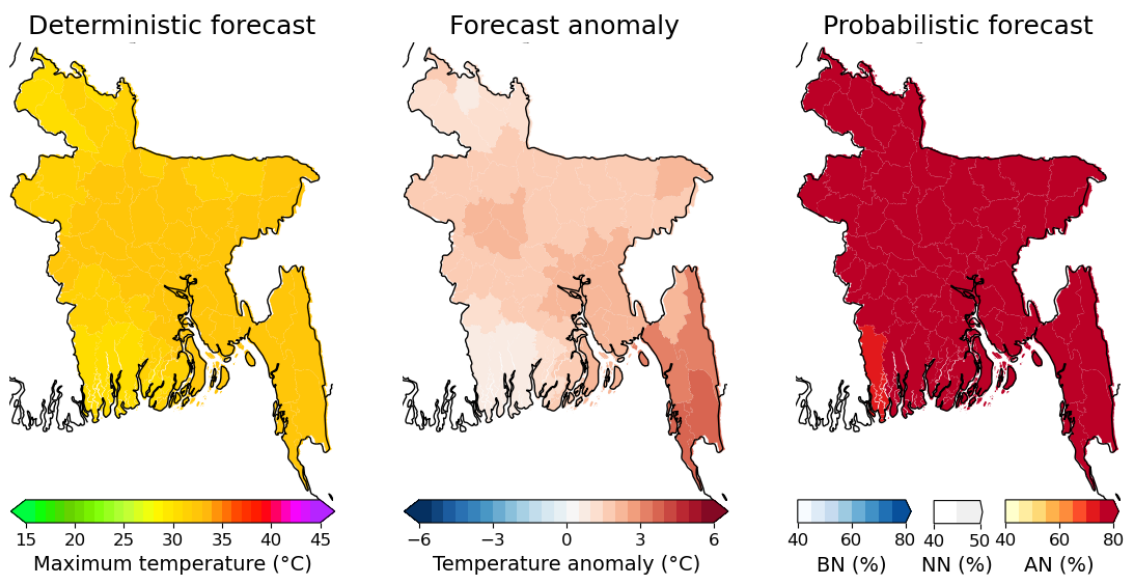 Deterministic forecast
Forecast anomaly
Probabilistic forecast
15 20 25 30 35 40 45
Maximum temperature (°C)
−6 −3 0 3 6
Temperature anomaly (°C)
40 60 80
BN (%)
40 50
NN (%)
40 60 80
AN (%)